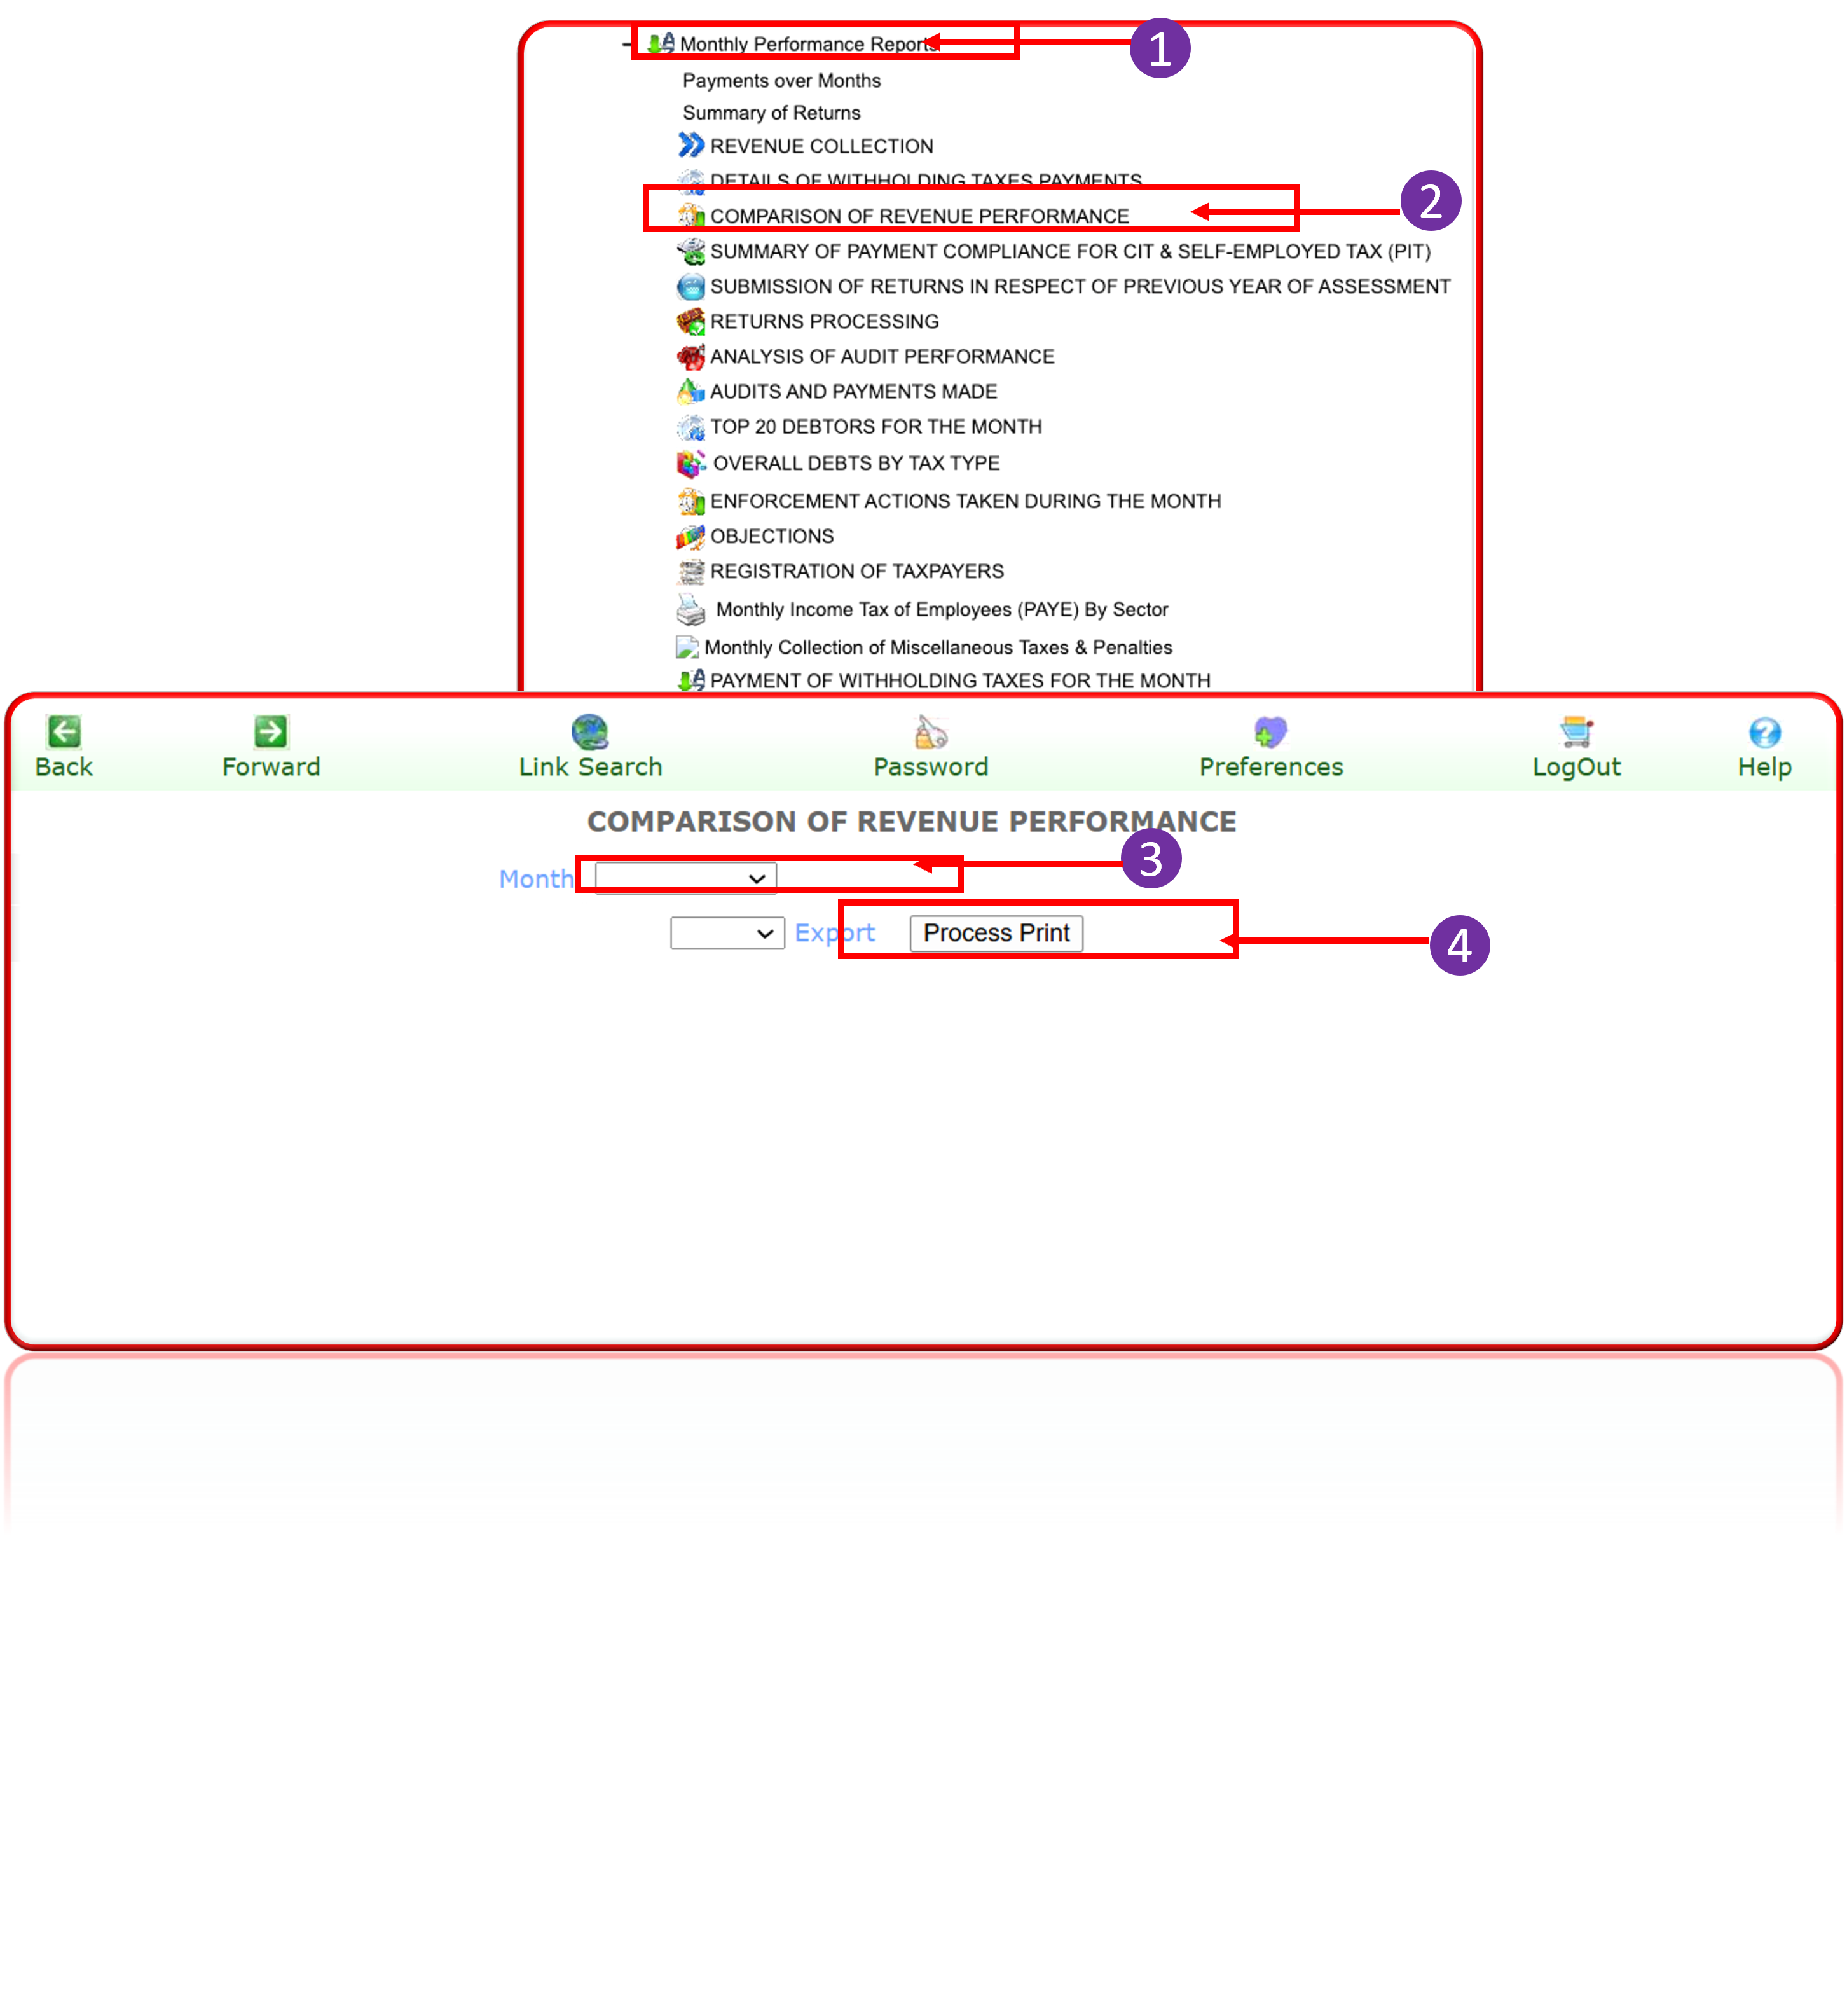 Monthly Performance Reports
1
Payments over Months
Summary of Returns
REVENUE COLLECTION
DETAILS OF WITHHOLDING TAXES PAYMENTS
COMPARISON OF REVENUE PERFORMANCE
2
SUMMARY OF PAYMENT COMPLIANCE FOR CIT & SELF-EMPLOYED TAX (PIT)
SUBMISSION OF RETURNS IN RESPECT OF PREVIOUS YEAR OF ASSESSMENT
RETURNS PROCESSING
ANALYSIS OF AUDIT PERFORMANCE
AUDITS AND PAYMENTS MADE
TOP 20 DEBTORS FOR THE MONTH
OVERALL DEBTS BY TAX TYPE
ENFORCEMENT ACTIONS TAKEN DURING THE MONTH
OBJECTIONS
REGISTRATION OF TAXPAYERS
Monthly Income Tax of Employees (PAYE) By Sector
Monthly Collection of Miscellaneous Taxes & Penalties
PAYMENT OF WITHHOLDING TAXES FOR THE MONTH
Back Forward Link Search Password Preferences LogOut Help
COMPARISON OF REVENUE PERFORMANCE
Month 3
Export Process Print 4